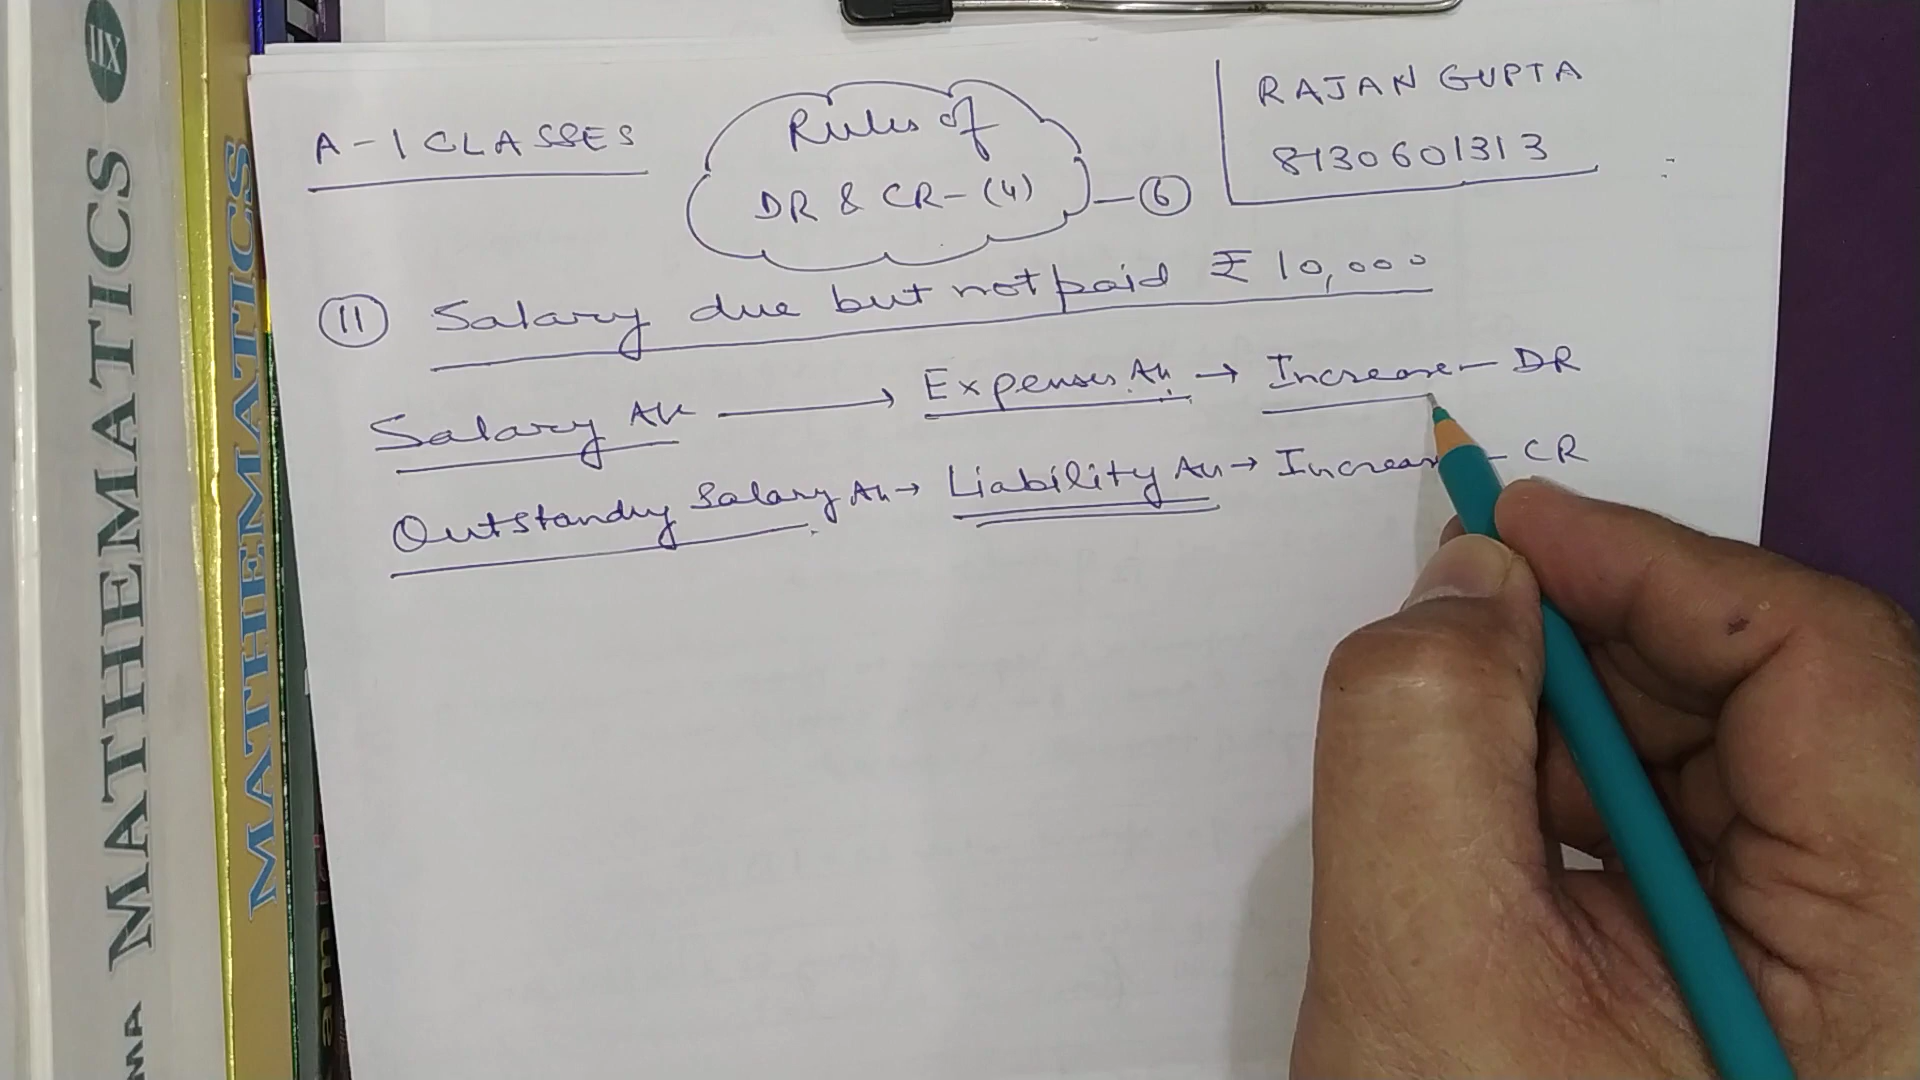 A-1 CLASSES
Rules of
DR & CR-(4)
6
RAJAN GUPTA
8130601313
11 Salary due but not paid ₹ 10,000
Salary A/c → Expenses A/c → Increase - DR
Outstandig Salary A/c → Liability A/c → Increase - CR
XII
MATHEMATICS
MATHEMATICS